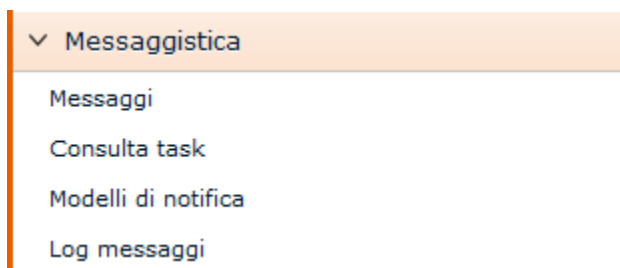 Messaggistica
Messaggi
Consulta task
Modelli di notifica
Log messaggi